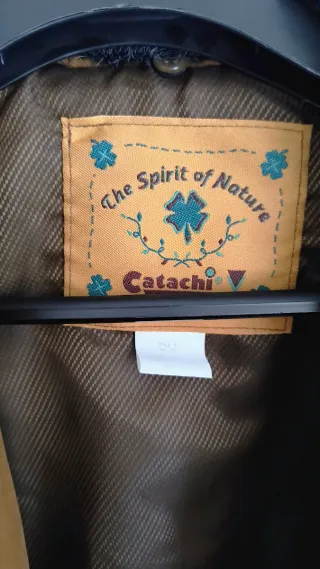 The Spirit of Nature
Catachi
50